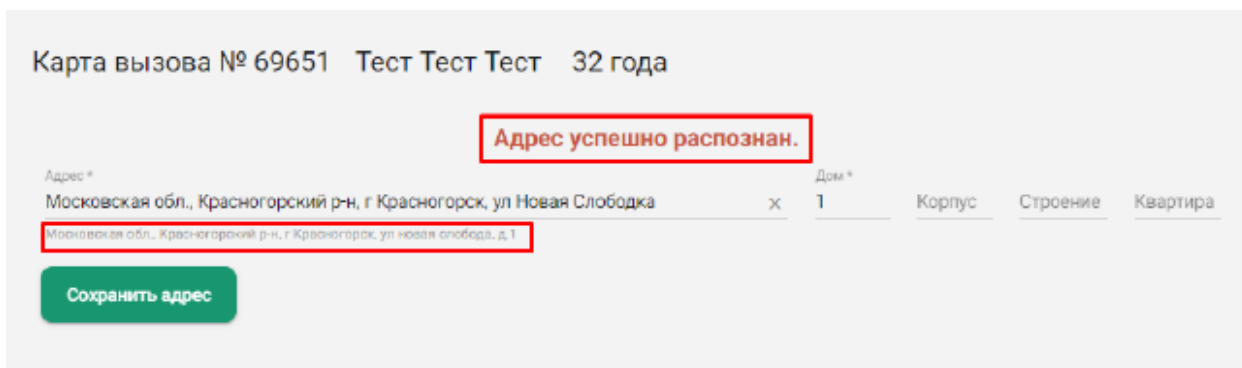 Карта вызова № 69651 Тест Тест Тест 32 года
Адрес успешно распознан.
Адрес * Дом *
Московская обл., Красногорский р-н, г Красногорск, ул Новая Слободка × 1 Корпус Строение Квартира
Московская обл., Красногорский р-н, г Красногорск, ул новая слобода, д 1
Сохранить адрес